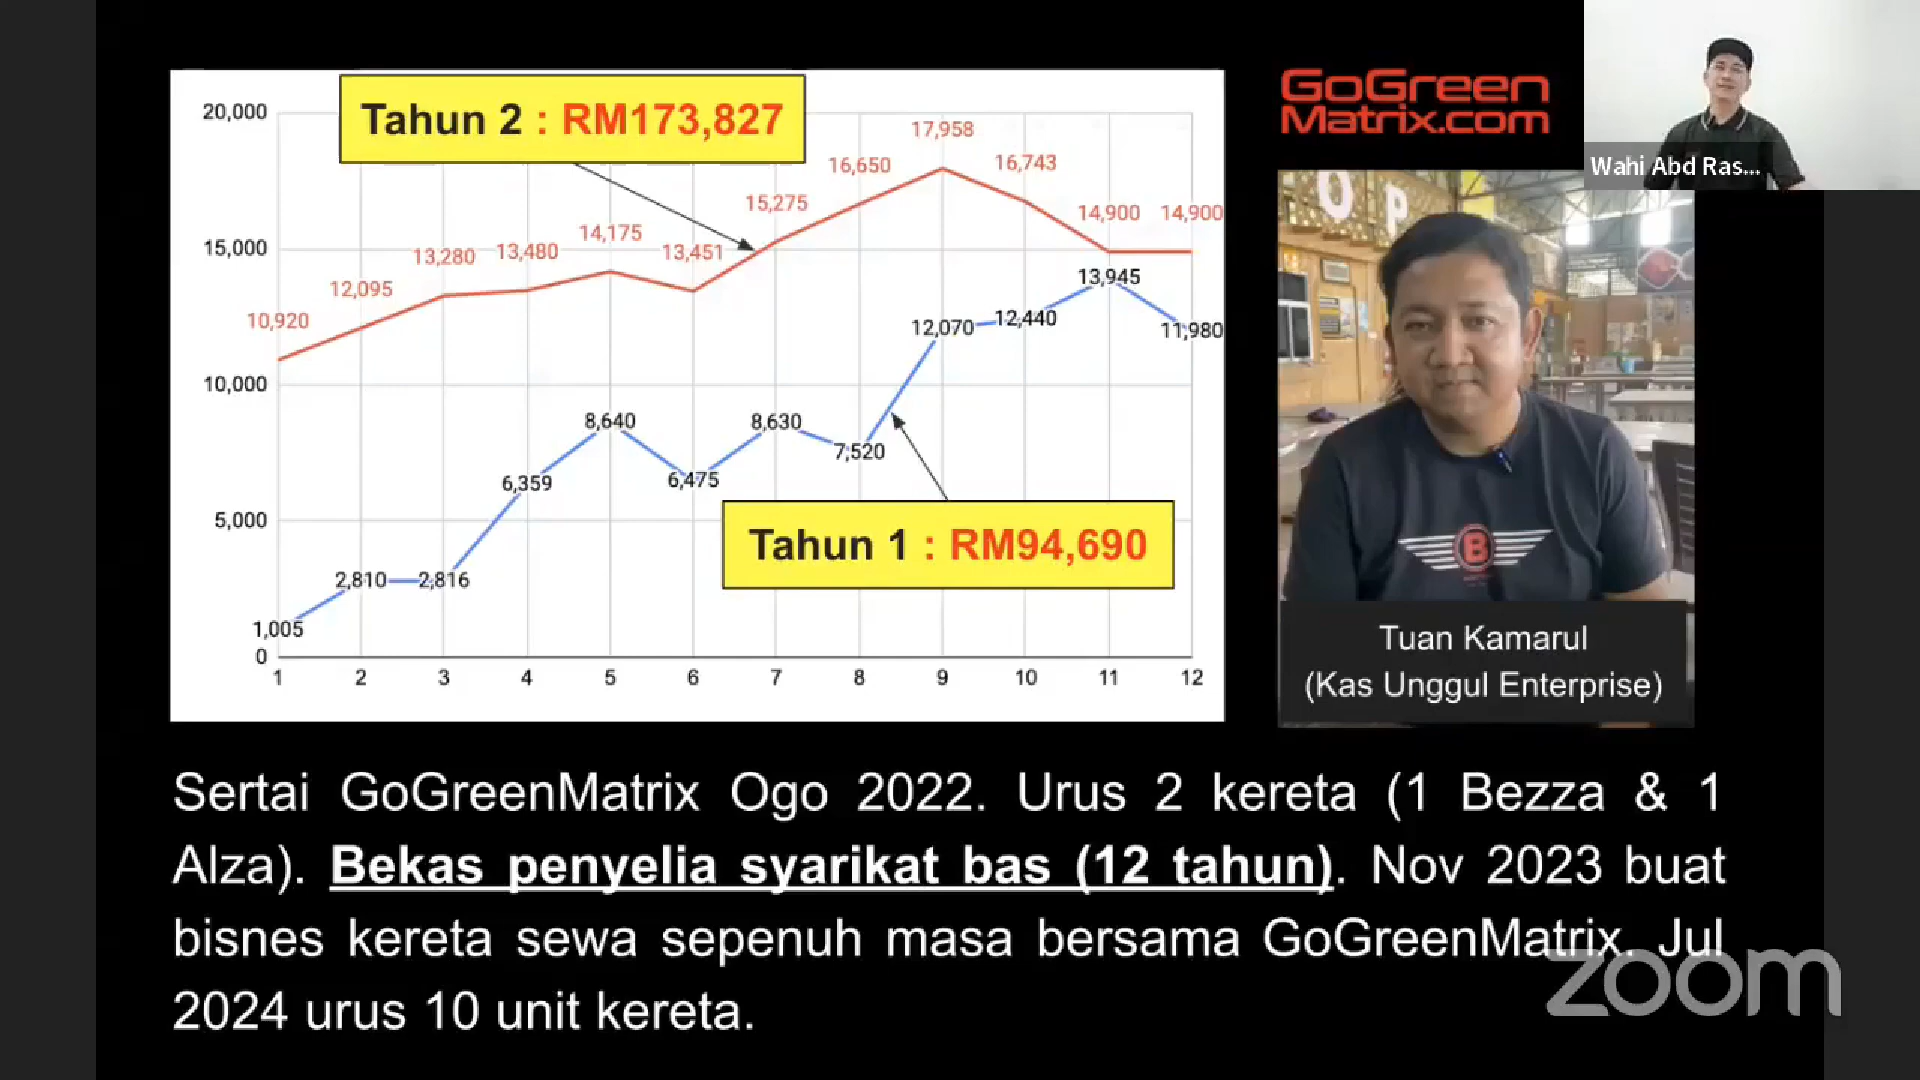 Tahun 2 : RM173,827
20,000
15,000
10,000
5,000
0
10,920
12,095
13,280
13,480
14,175
13,451
15,275
16,650
17,958
16,743
14,900
14,900
1,005
2,810
2,816
6,359
8,640
6,475
8,630
7,520
12,070
12,440
13,945
11,980
Tahun 1 : RM94,690
1 2 3 4 5 6 7 8 9 10 11 12
GoGreen
Matrix.com
Wahi Abd Ras...
O P
B
Tuan Kamarul
(Kas Unggul Enterprise)
Sertai GoGreenMatrix Ogo 2022. Urus 2 kereta (1 Bezza & 1
Alza). Bekas penyelia syarikat bas (12 tahun). Nov 2023 buat
bisnes kereta sewa sepenuh masa bersama GoGreenMatrix. Jul
2024 urus 10 unit kereta.
zoom